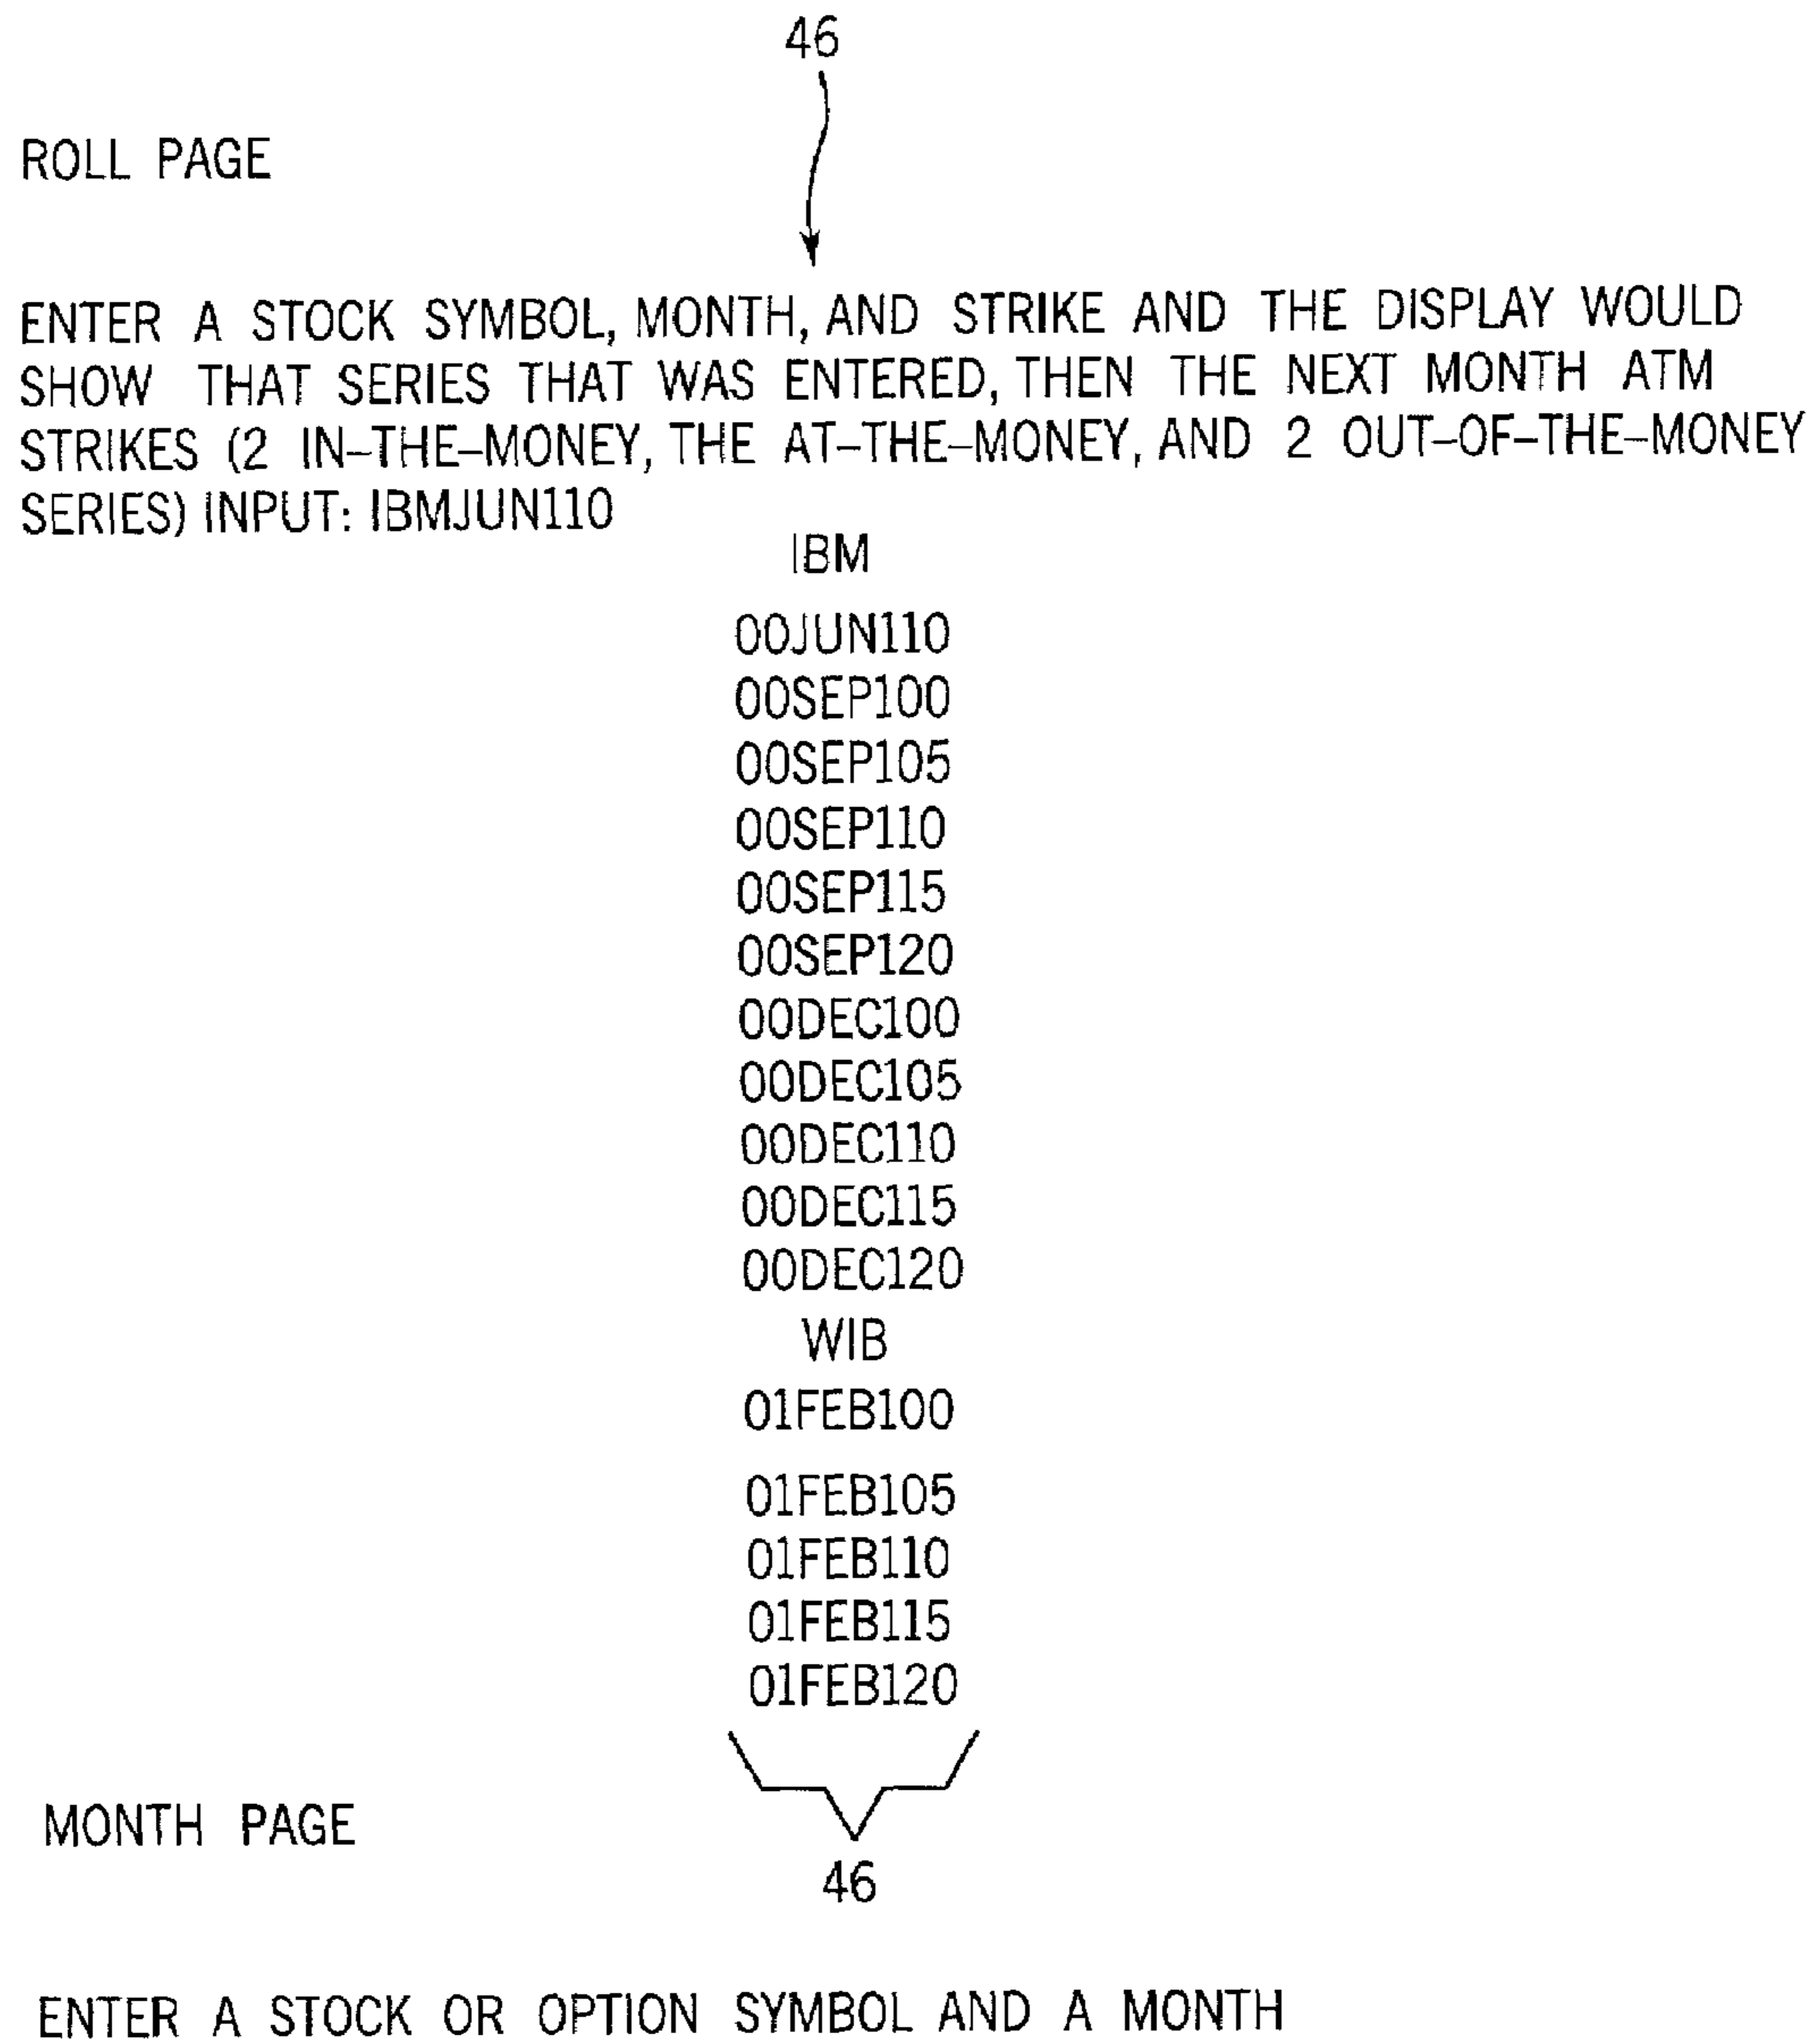 46
ROLL PAGE
ENTER A STOCK SYMBOL, MONTH, AND STRIKE AND THE DISPLAY WOULD
SHOW THAT SERIES THAT WAS ENTERED, THEN THE NEXT MONTH ATM
STRIKES (2 IN–THE–MONEY, THE AT–THE–MONEY, AND 2 OUT–OF–THE–MONEY
SERIES) INPUT: IBMJUN110
IBM
00JUN110
00SEP100
00SEP105
00SEP110
00SEP115
00SEP120
00DEC100
00DEC105
00DEC110
00DEC115
00DEC120
WIB
01FEB100
01FEB105
01FEB110
01FEB115
01FEB120
MONTH PAGE
46
ENTER A STOCK OR OPTION SYMBOL AND A MONTH